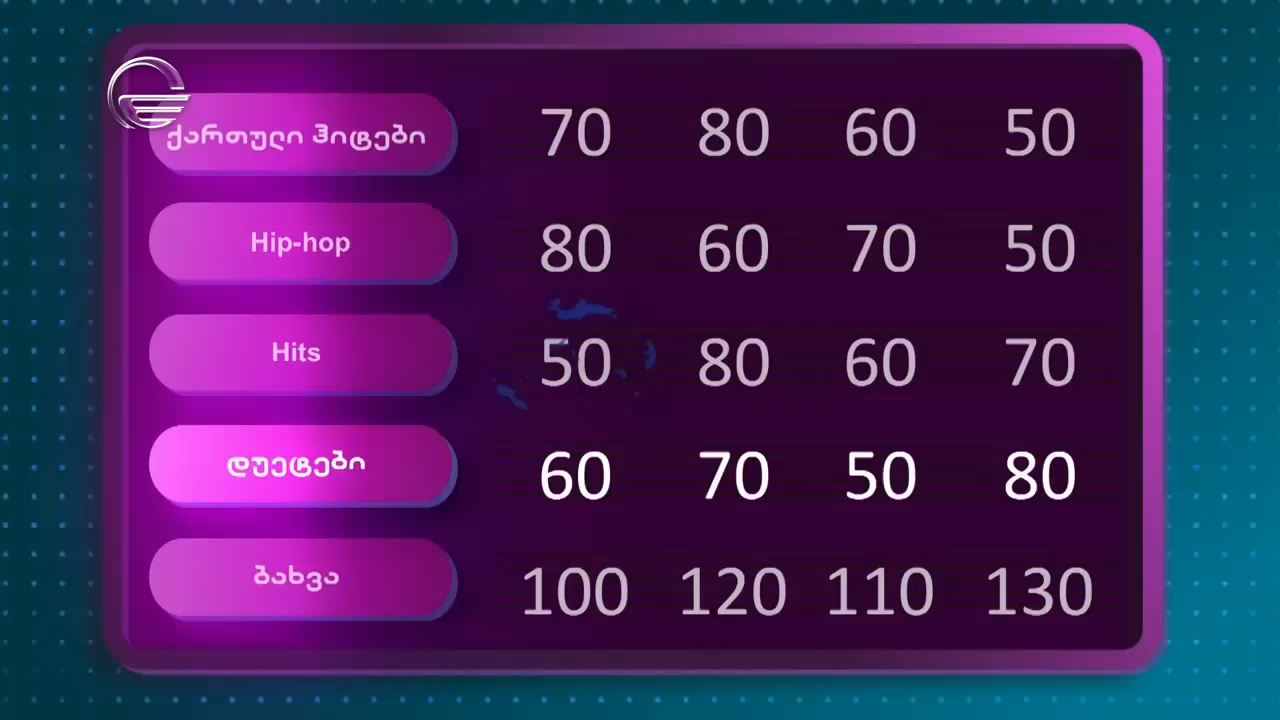 ქართული ჰიტები 70 80 60 50
Hip-hop 80 60 70 50
Hits 50 80 60 70
დუეტები 60 70 50 80
ბახვა 100 120 110 130